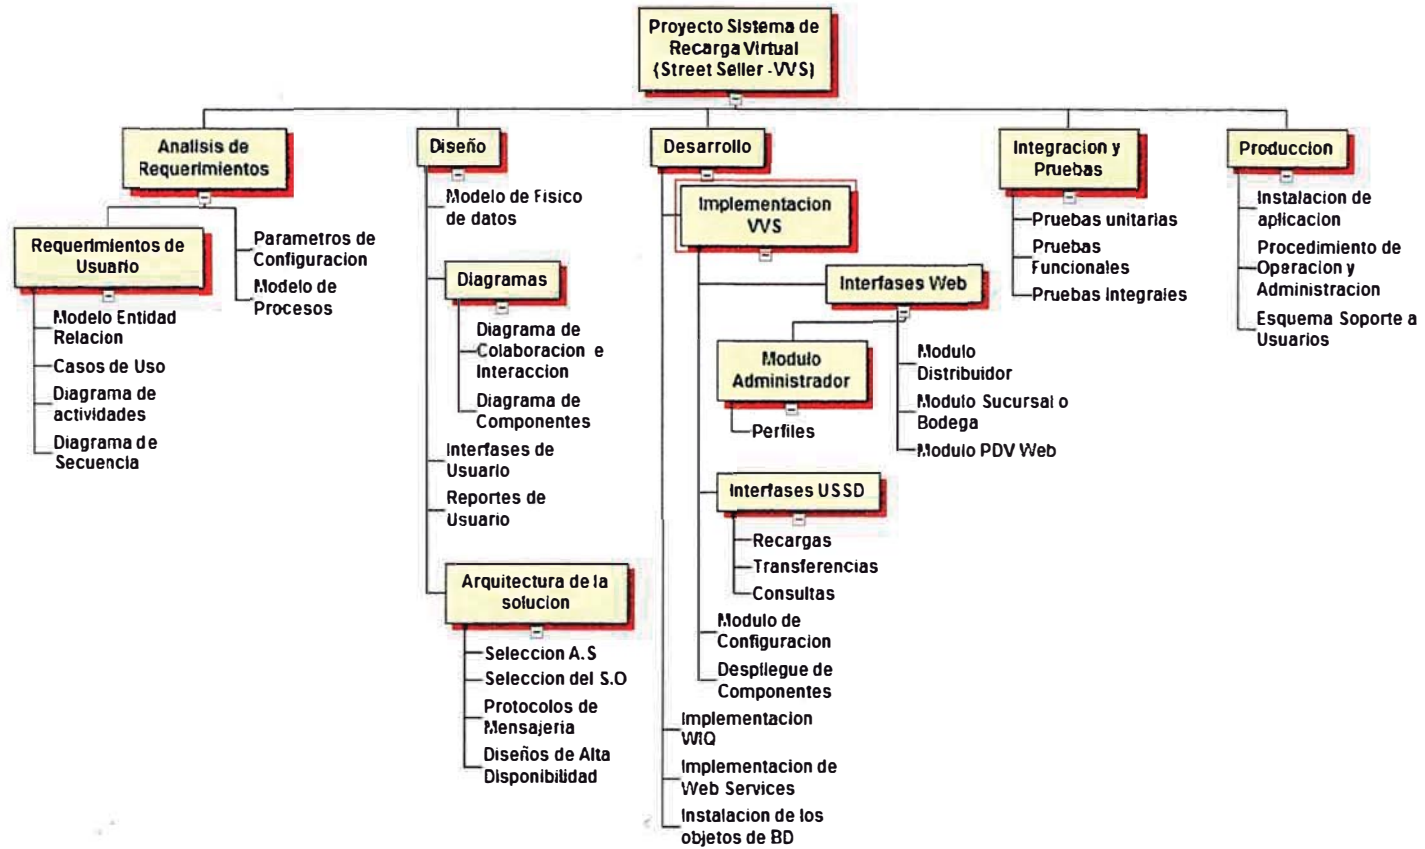 Proyecto Sistema de
Recarga Virtual
(Street Seller -VVS)
Analisis de
Requerimientos
Requerimientos de
Usuario
Modelo Entidad
Relacion
Casos de Uso
Diagrama de
actividades
Diagrama de
Secuencia
Parametros de
Configuracion
Modelo de
Procesos
Diseño
Modelo de Fisico
de datos
Diagramas
Diagrama de
Colaboracion e
Interaccion
Diagrama de
Componentes
Interfases de
Usuario
Reportes de
Usuario
Arquitectura de la
solucion
Seleccion A.S
Seleccion del S.O
Protocolos de
Mensajeria
Diseños de Alta
Disponibilidad
Desarrollo
Implementacion
VVS
Interfases Web
Modulo
Administrador
Perfiles
Modulo
Distribuidor
Modulo Sucursal o
Bodega
Modulo PDV Web
Interfases USSD
Recargas
Transferencias
Consultas
Modulo de
Configuracion
Despliegue de
Componentes
Implementacion
WIQ
Implementacion de
Web Services
Instalacion de los
objetos de BD
Integracion y
Pruebas
Pruebas unitarias
Pruebas
Funcionales
Pruebas Integrales
Produccion
Instalacion de
aplicacion
Procedimiento de
Operacion y
Administracion
Esquema Soporte a
Usuarios